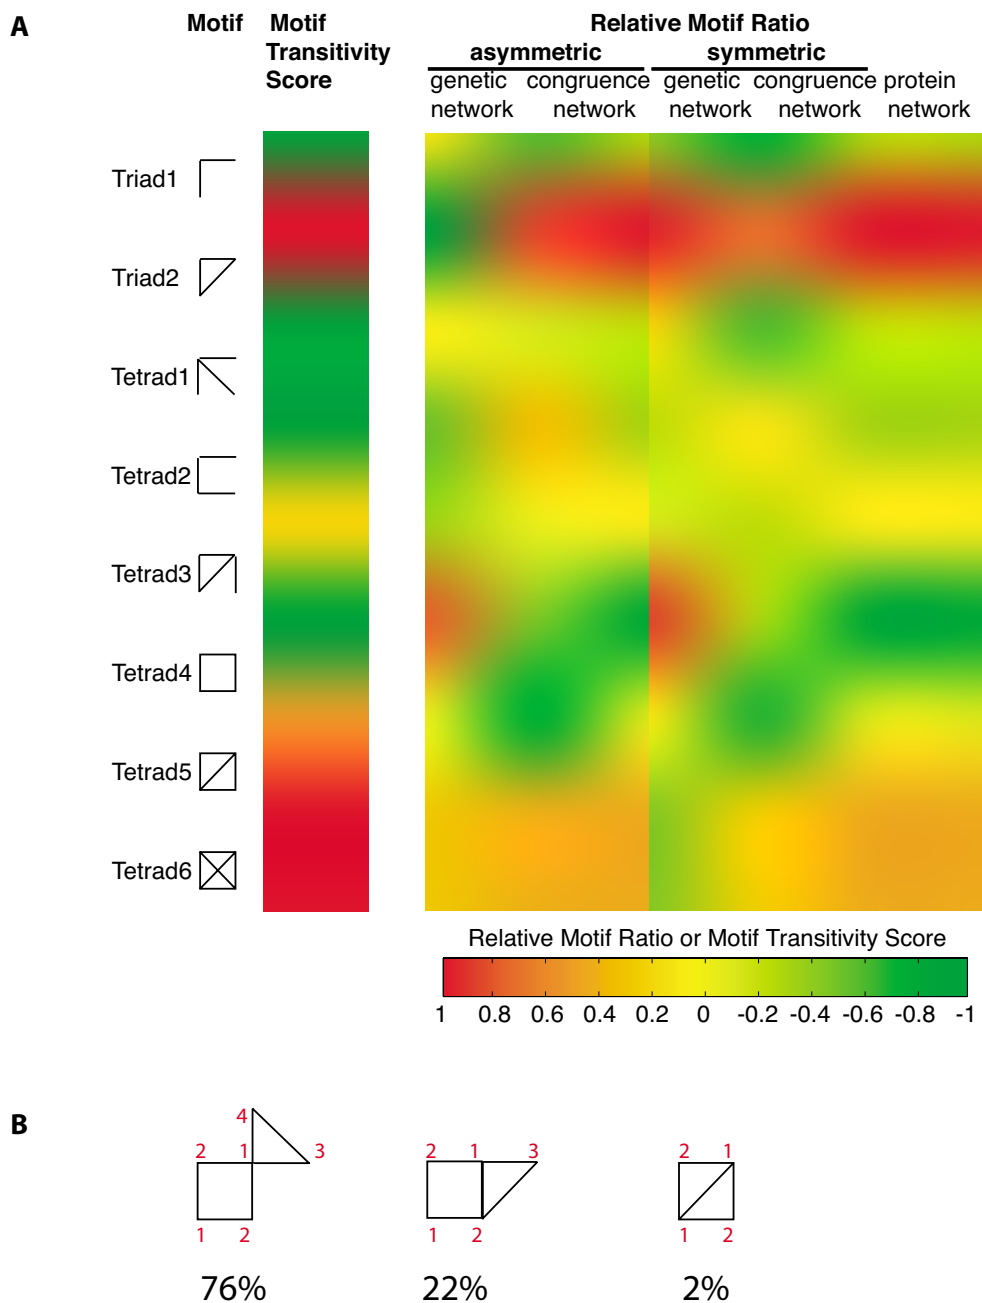 A
Motif
Motif
Transitivity
Score
Relative Motif Ratio
asymmetric
symmetric
genetic
network
congruence
network
genetic
network
congruence
network
protein
network
Triad1
Triad2
Tetrad1
Tetrad2
Tetrad3
Tetrad4
Tetrad5
Tetrad6
Relative Motif Ratio or Motif Transitivity Score
1 0.8 0.6 0.4 0.2 0 -0.2 -0.4 -0.6 -0.8 -1
B
4
2 1 3
1 2
76%
2 1 3
1 2
22%
2 1
1 2
2%